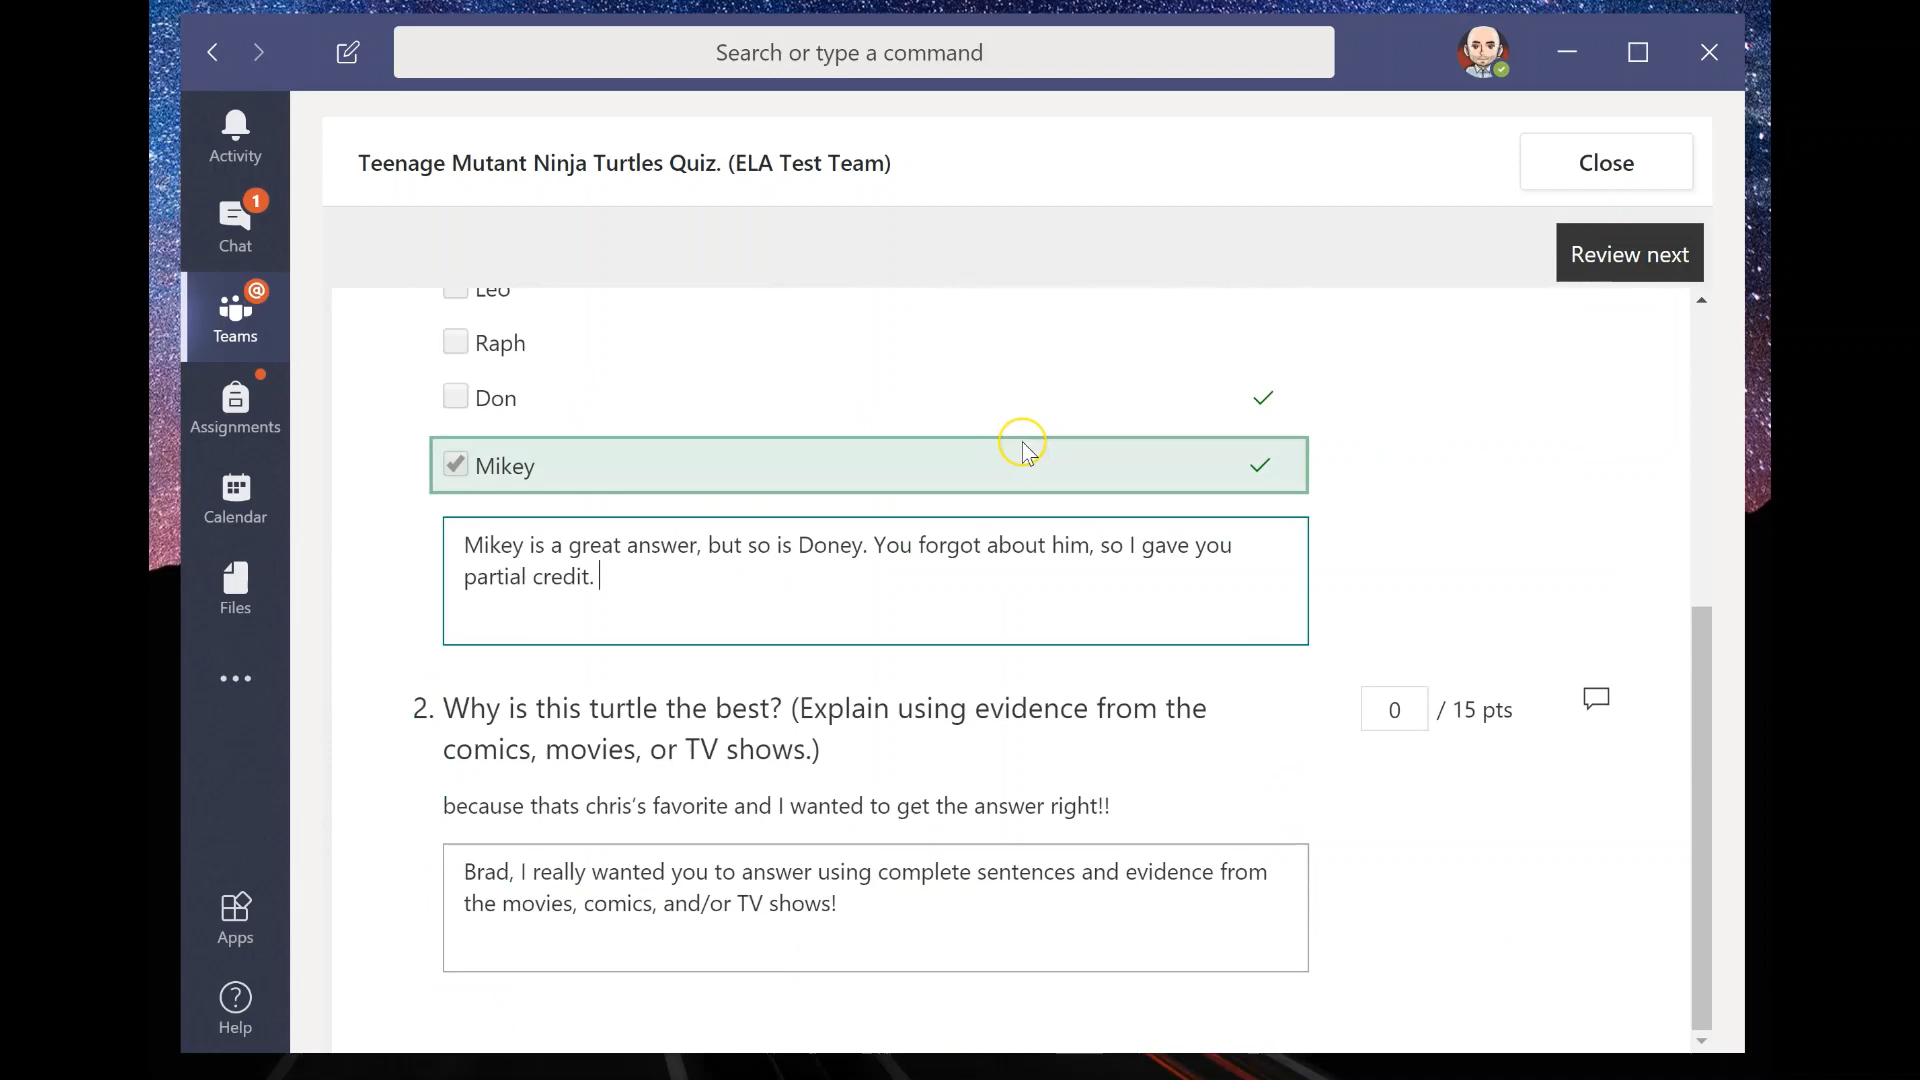 Search or type a command
Activity
1
Chat
@
Teams
Assignments
Calendar
Files
Apps
Help
Teenage Mutant Ninja Turtles Quiz. (ELA Test Team)
Close
Review next
Leo
Raph
Don
Mikey
Mikey is a great answer, but so is Doney. You forgot about him, so I gave you
partial credit.
2. Why is this turtle the best? (Explain using evidence from the
comics, movies, or TV shows.)
0 / 15 pts
because thats chris's favorite and I wanted to get the answer right!!
Brad, I really wanted you to answer using complete sentences and evidence from
the movies, comics, and/or TV shows!